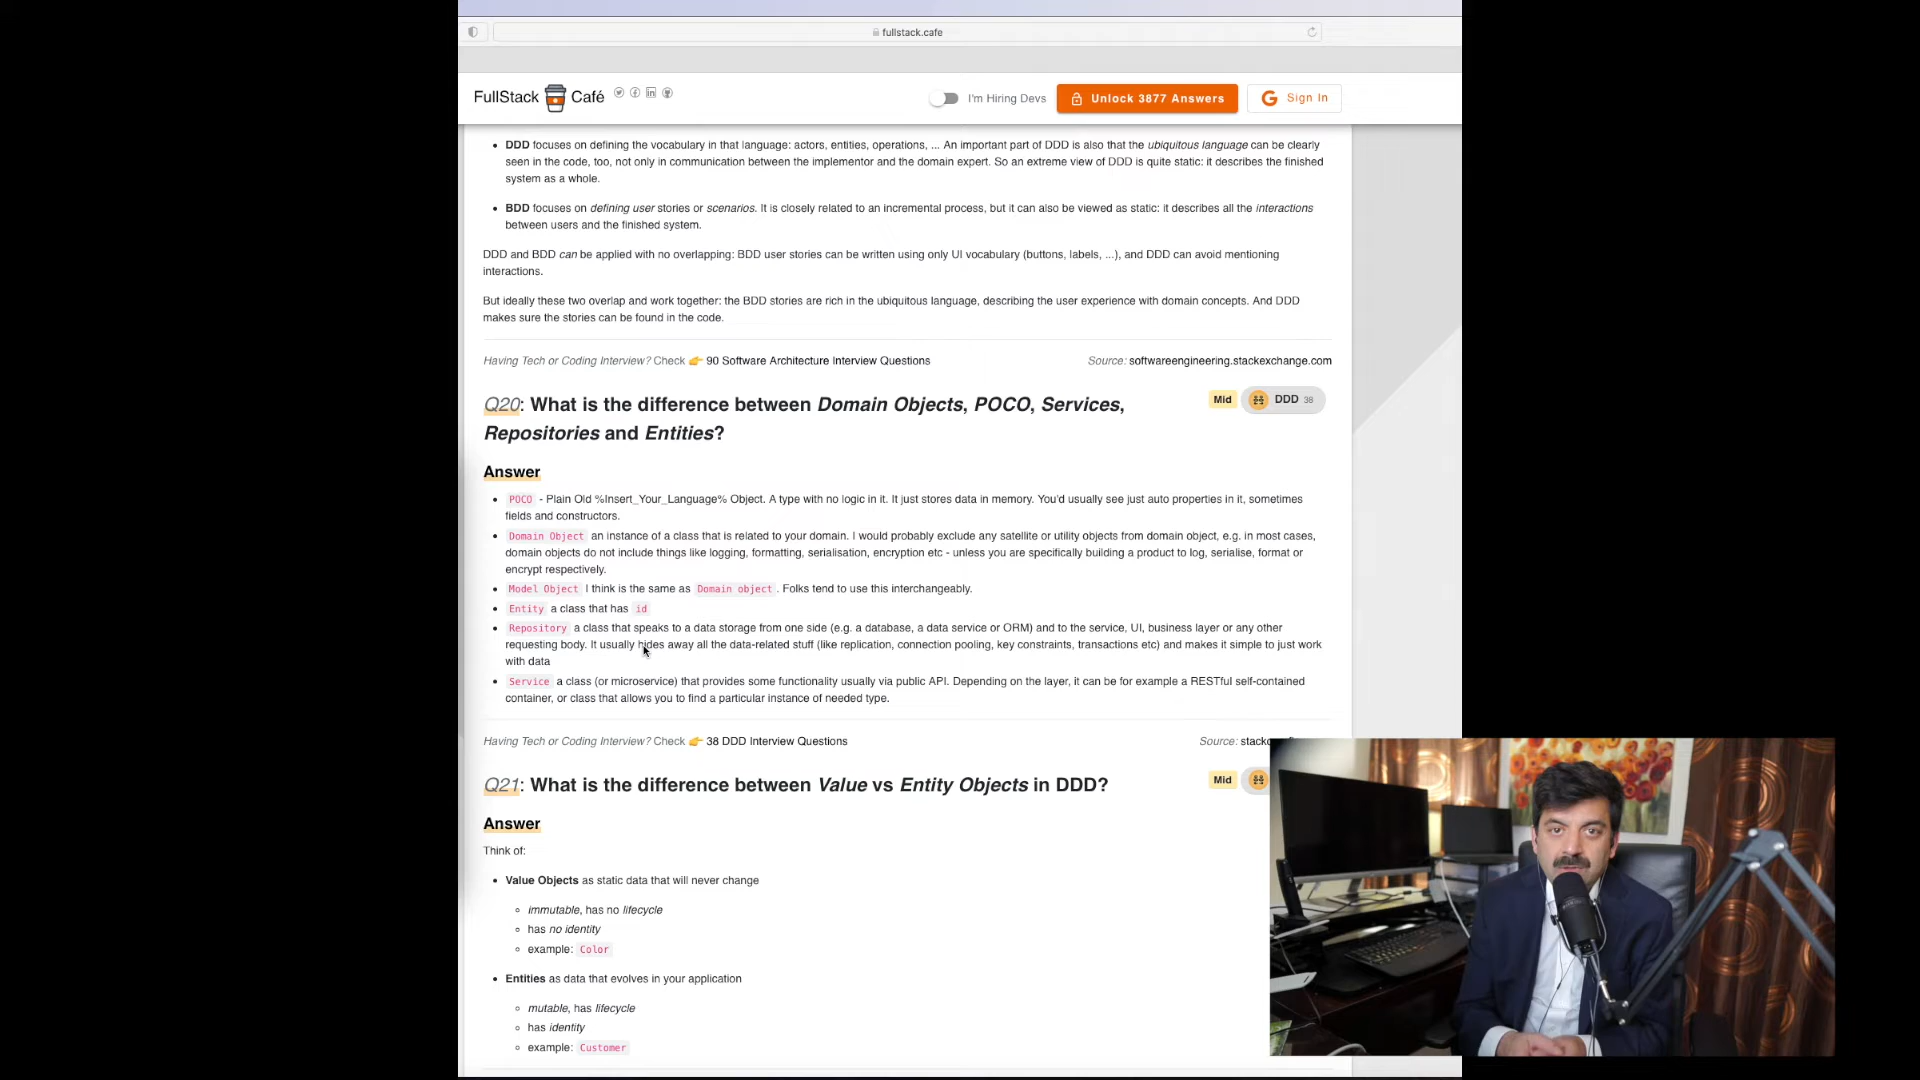 fullstack.cafe
FullStack Café
I'm Hiring Devs
Unlock 3877 Answers
Sign In
• DDD focuses on defining the vocabulary in that language: actors, entities, operations, ... An important part of DDD is also that the ubiquitous language can be clearly
seen in the code, too, not only in communication between the implementor and the domain expert. So an extreme view of DDD is quite static: it describes the finished
system as a whole.
• BDD focuses on defining user stories or scenarios. It is closely related to an incremental process, but it can also be viewed as static: it describes all the interactions
between users and the finished system.
DDD and BDD can be applied with no overlapping: BDD user stories can be written using only UI vocabulary (buttons, labels, ...), and DDD can avoid mentioning
interactions.
But ideally these two overlap and work together: the BDD stories are rich in the ubiquitous language, describing the user experience with domain concepts. And DDD
makes sure the stories can be found in the code.
Having Tech or Coding Interview? Check 👉 90 Software Architecture Interview Questions
Source: softwareengineering.stackexchange.com
Q20: What is the difference between Domain Objects, POCO, Services,
Repositories and Entities?
Mid
DDD 38
Answer
• POCO - Plain Old %Insert_Your_Language% Object. A type with no logic in it. It just stores data in memory. You'd usually see just auto properties in it, sometimes
fields and constructors.
• Domain Object an instance of a class that is related to your domain. I would probably exclude any satellite or utility objects from domain object, e.g. in most cases,
domain objects do not include things like logging, formatting, serialisation, encryption etc - unless you are specifically building a product to log, serialise, format or
encrypt respectively.
• Model Object I think is the same as Domain object. Folks tend to use this interchangeably.
• Entity a class that has id
• Repository a class that speaks to a data storage from one side (e.g. a database, a data service or ORM) and to the service, UI, business layer or any other
requesting body. It usually hides away all the data-related stuff (like replication, connection pooling, key constraints, transactions etc) and makes it simple to just work
with data
• Service a class (or microservice) that provides some functionality usually via public API. Depending on the layer, it can be for example a RESTful self-contained
container, or class that allows you to find a particular instance of needed type.
Having Tech or Coding Interview? Check 👉 38 DDD Interview Questions
Source:
Q21: What is the difference between Value vs Entity Objects in DDD?
Mid
Answer
Think of:
• Value Objects as static data that will never change
◦ immutable, has no lifecycle
◦ has no identity
◦ example: Color
• Entities as data that evolves in your application
◦ mutable, has lifecycle
◦ has identity
◦ example: Customer